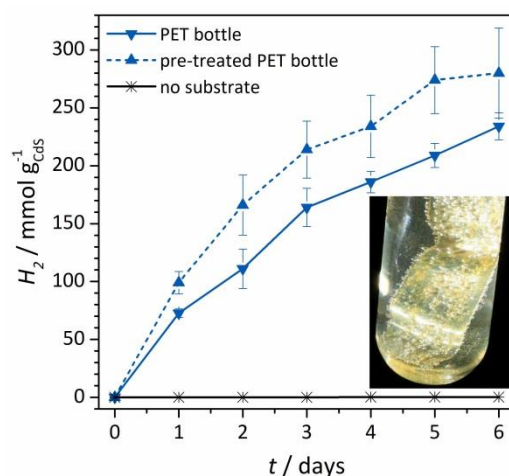 PET bottle
pre-treated PET bottle
no substrate
300
250
200
150
100
50
0
H₂ / mmol g⁻¹CdS
0 1 2 3 4 5 6
t / days